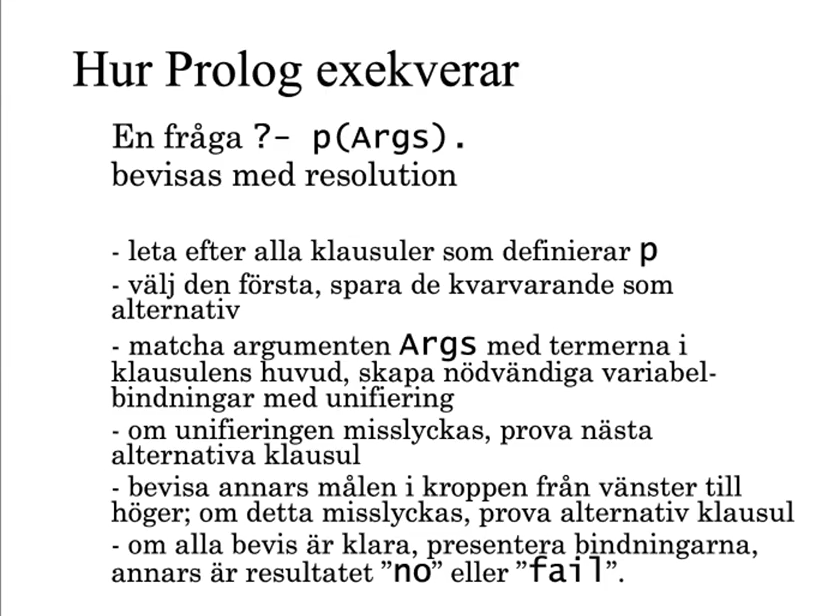 Hur Prolog exekverar
En fråga ?- p(Args).
bevisas med resolution
- leta efter alla klausuler som definierar p
- välj den första, spara de kvarvarande som
alternativ
- matcha argumenten Args med termerna i
klausulens huvud, skapa nödvändiga variabel-
bindningar med unifiering
- om unifieringen misslyckas, prova nästa
alternativa klausul
- bevisa annars målen i kroppen från vänster till
höger; om detta misslyckas, prova alternativ klausul
- om alla bevis är klara, presentera bindningarna,
annars är resultatet ”no” eller ”fail”.